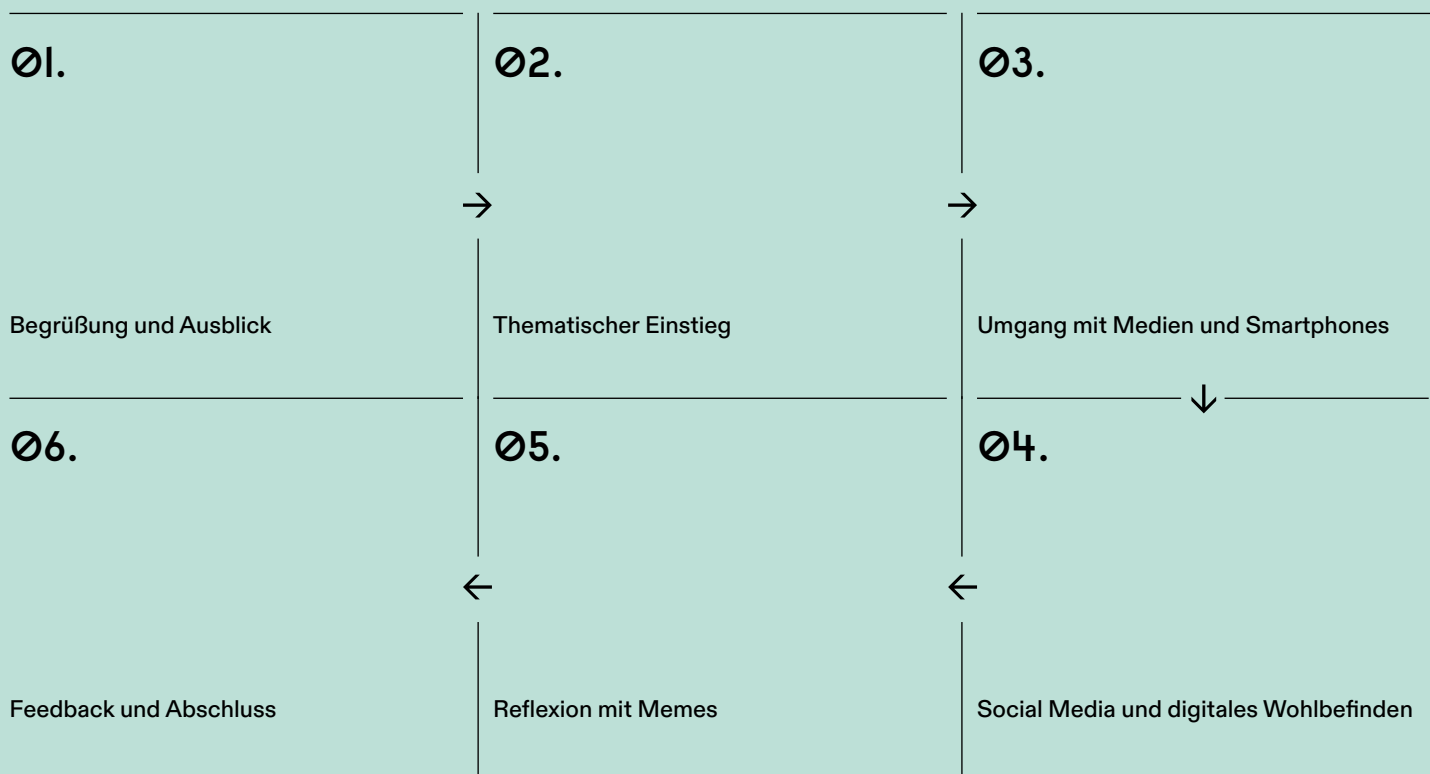 01.
Begrüßung und Ausblick
02.
Thematischer Einstieg
03.
Umgang mit Medien und Smartphones
04.
Social Media und digitales Wohlbefinden
05.
Reflexion mit Memes
06.
Feedback und Abschluss